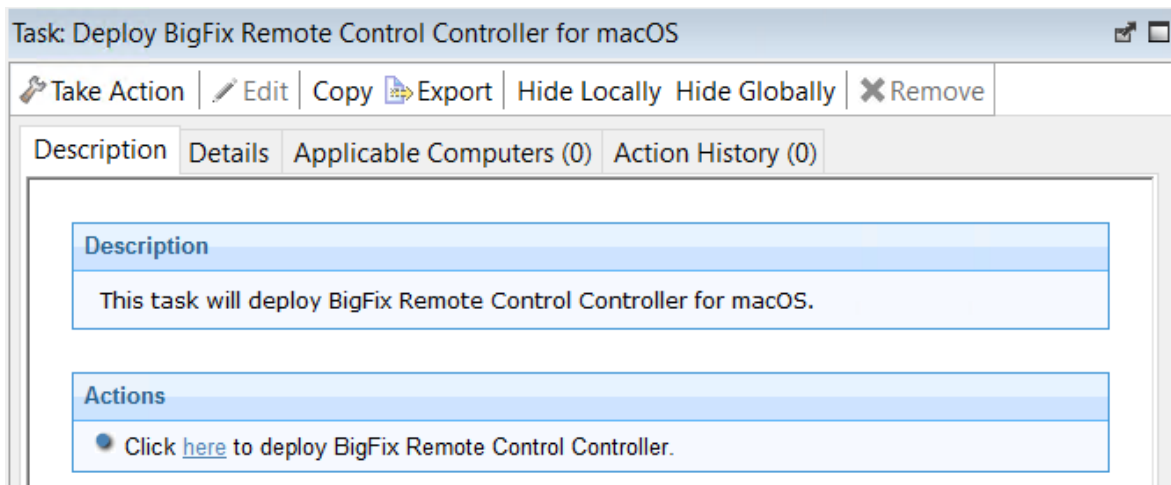 Task: Deploy BigFix Remote Control Controller for macOS
Take Action Edit Copy Export Hide Locally Hide Globally Remove
Description Details Applicable Computers (0) Action History (0)
Description
This task will deploy BigFix Remote Control Controller for macOS.
Actions
Click here to deploy BigFix Remote Control Controller.